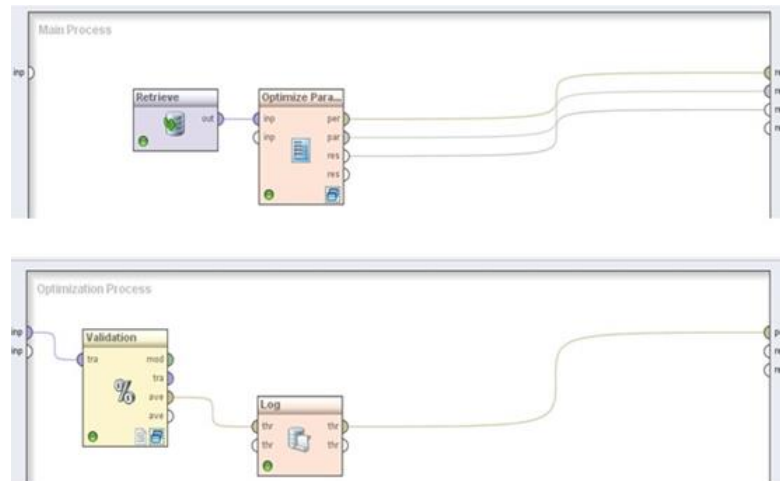 Main Process
inp
Retrieve
out
Optimize Para...
inp
inp
per
par
res
res
Optimization Process
inp
inp
Validation
tra
mod
tra
ave
ave
%
Log
thr
thr
thr
thr